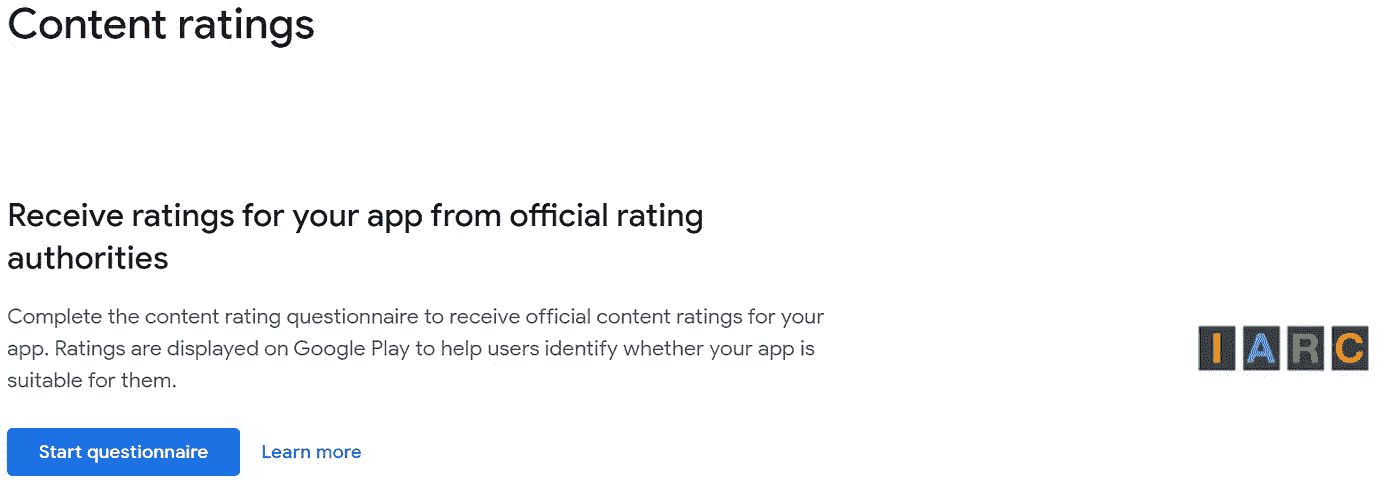 Content ratings
Receive ratings for your app from official rating
authorities
Complete the content rating questionnaire to receive official content ratings for your
app. Ratings are displayed on Google Play to help users identify whether your app is
suitable for them.
IARC
Start questionnaire Learn more